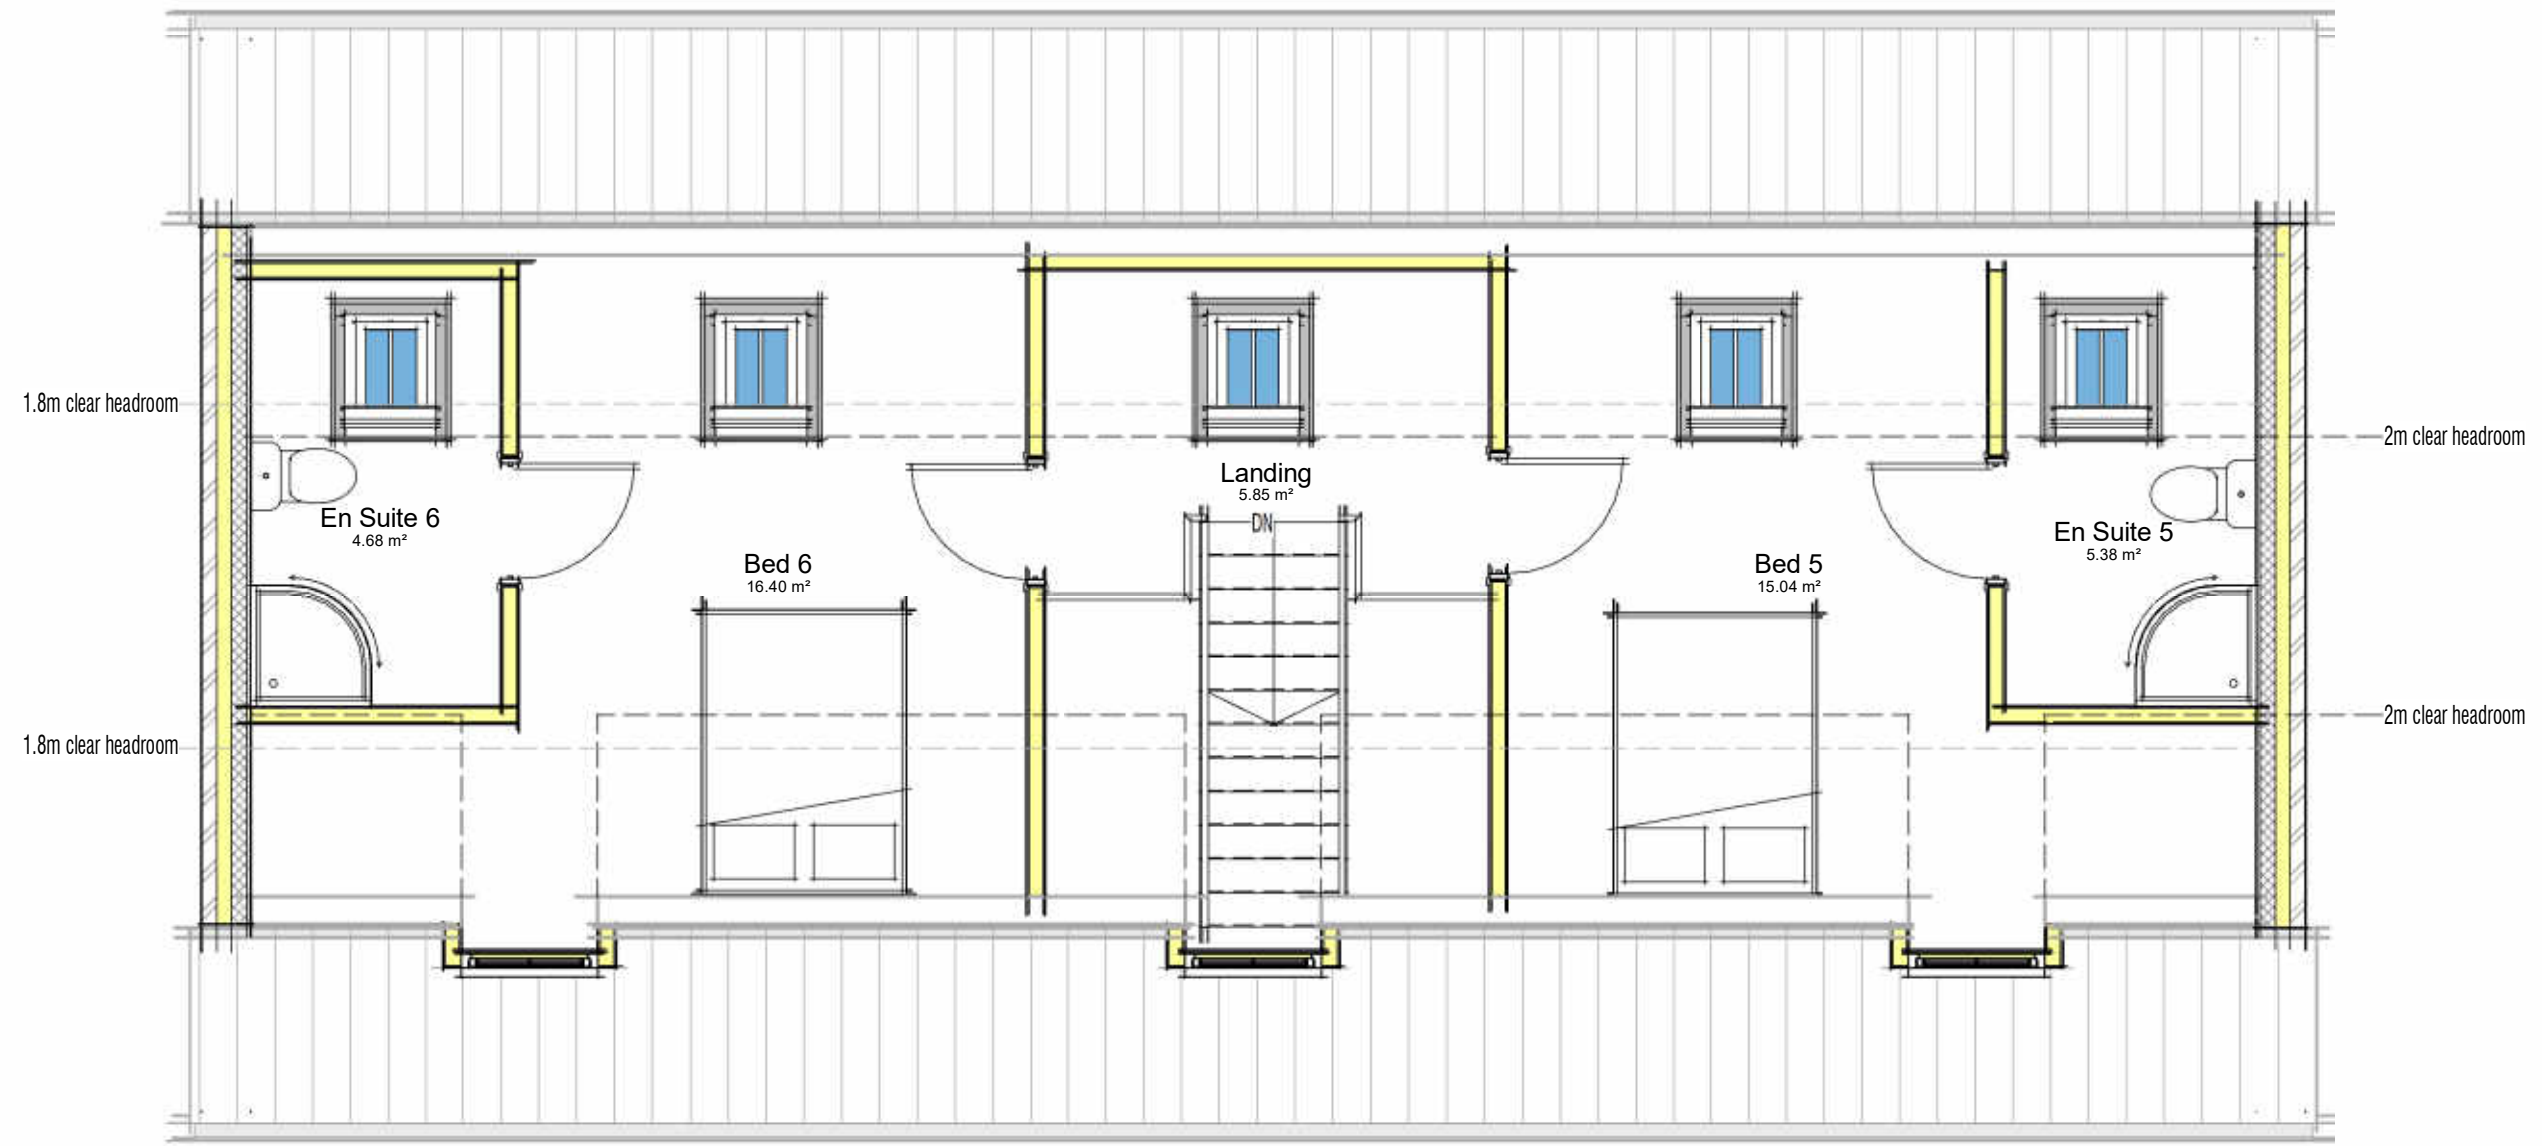 1.8m clear headroom
2m clear headroom
Landing
5.85 m²
DN
En Suite 6
4.68 m²
Bed 6
16.40 m²
Bed 5
15.04 m²
En Suite 5
5.38 m²
1.8m clear headroom
2m clear headroom